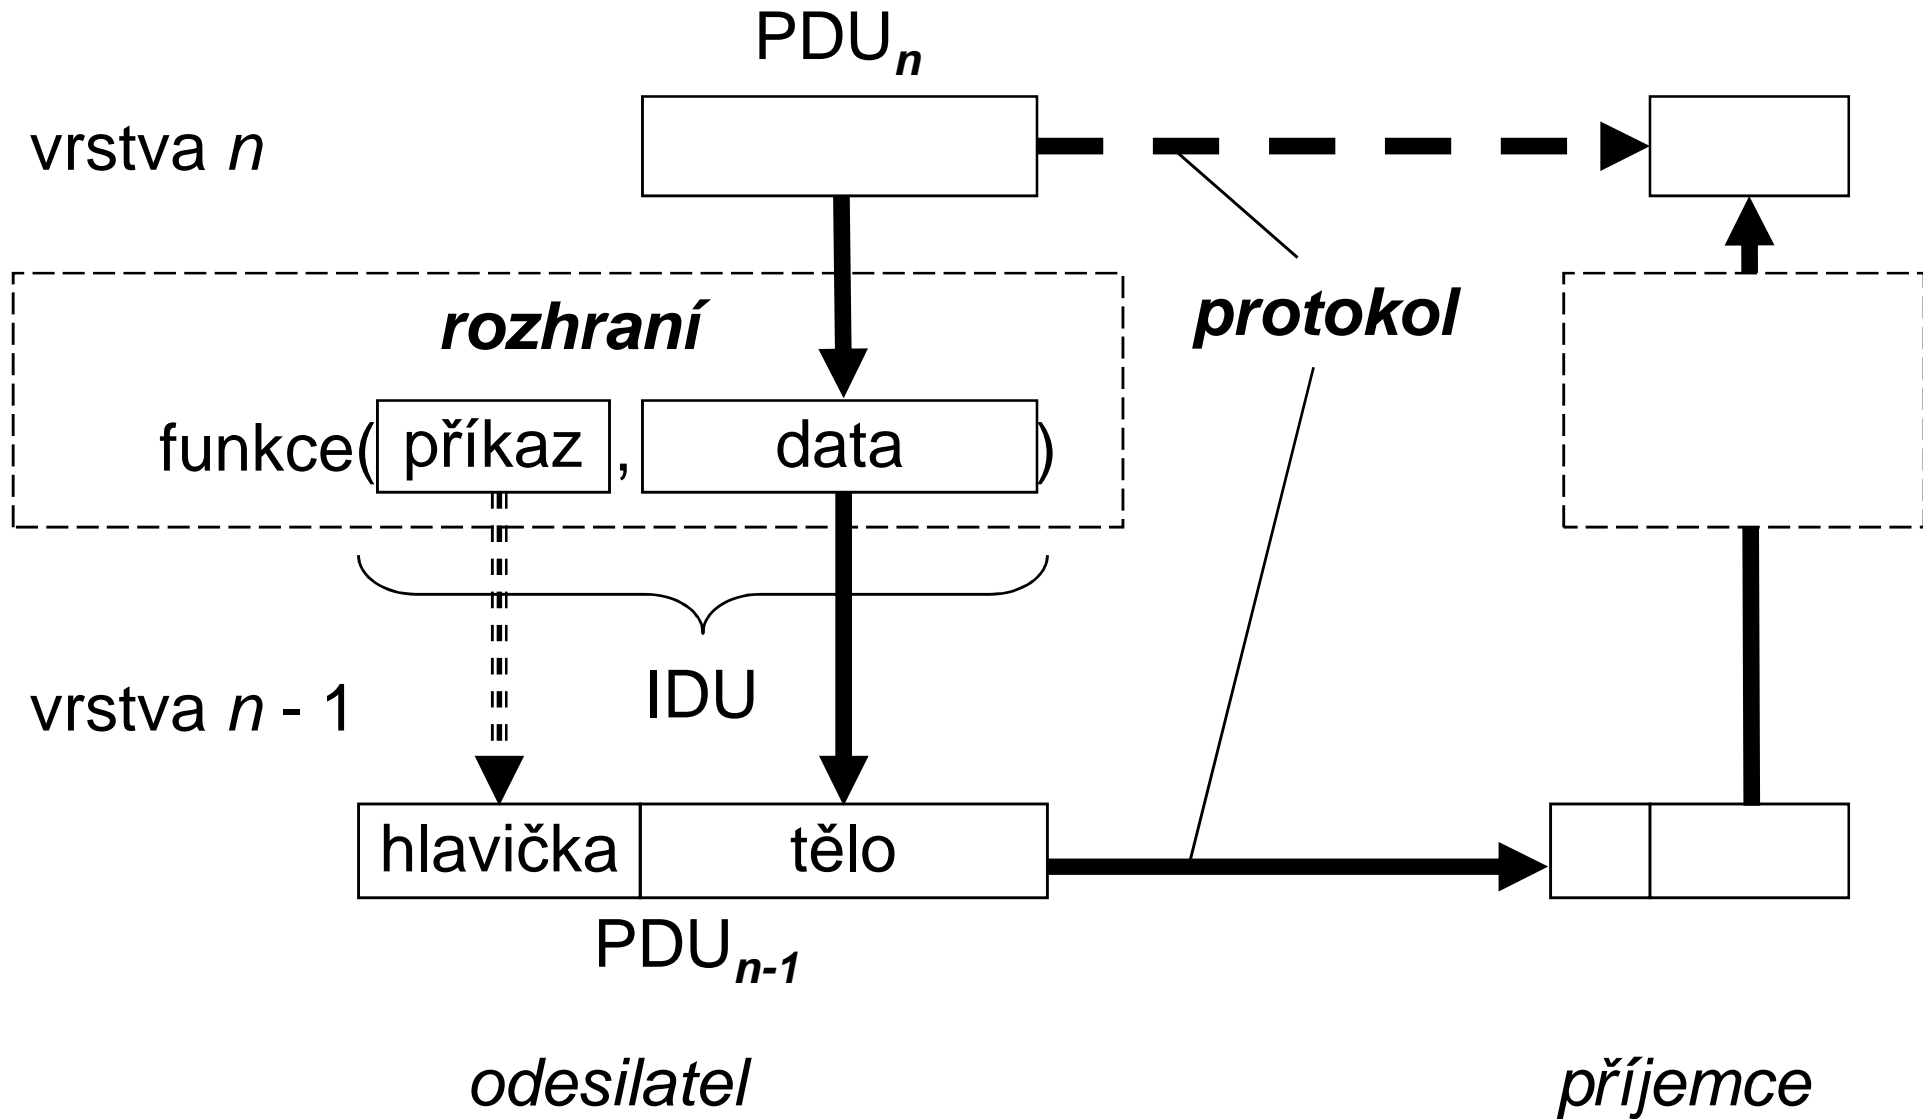 PDUn
vrstva n
rozhraní
protokol
funkce( příkaz , data )
IDU
vrstva n - 1
hlavička tělo
PDUn-1
odesilatel příjemce